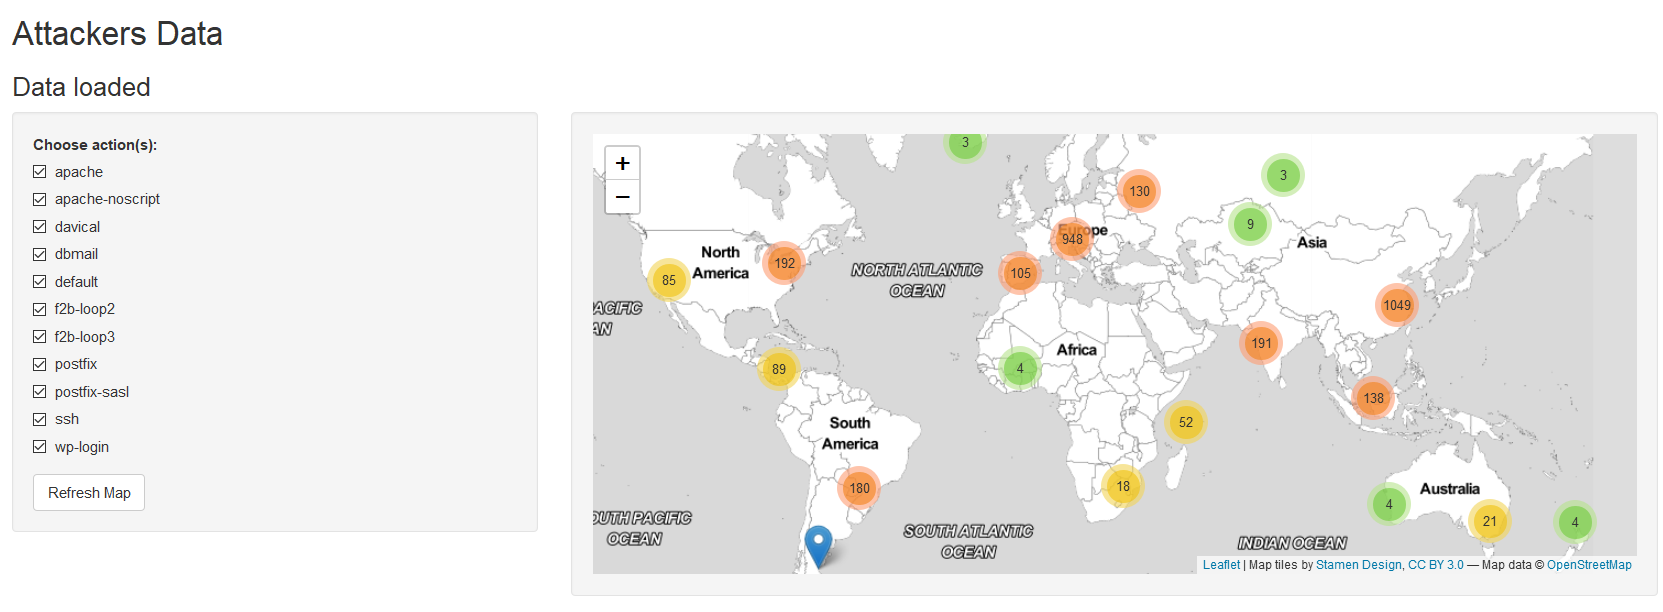 Attackers Data
Data loaded
Choose action(s):
apache
apache-noscript
davical
dbmail
default
f2b-loop2
f2b-loop3
postfix
postfix-sasl
ssh
wp-login
Refresh Map
+
−
3
3
130
9
Europe
948
Asia
North
America
192
85
NORTH ATLANTIC
OCEAN
105
ACIFIC
AN
1049
191
Africa
4
89
138
52
South
America
180
18
Australia
4
21
4
OUTH PACIFIC
OCEAN
SOUTH ATLANTIC
OCEAN
INDIAN OCEAN
Leaflet | Map tiles by Stamen Design, CC BY 3.0 — Map data © OpenStreetMap